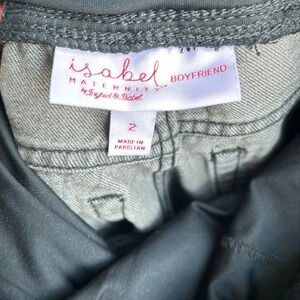 isabel
MATERNITY
by Ingrid & Isabel
BOYFRIEND
2
MADE IN
PAKISTAN